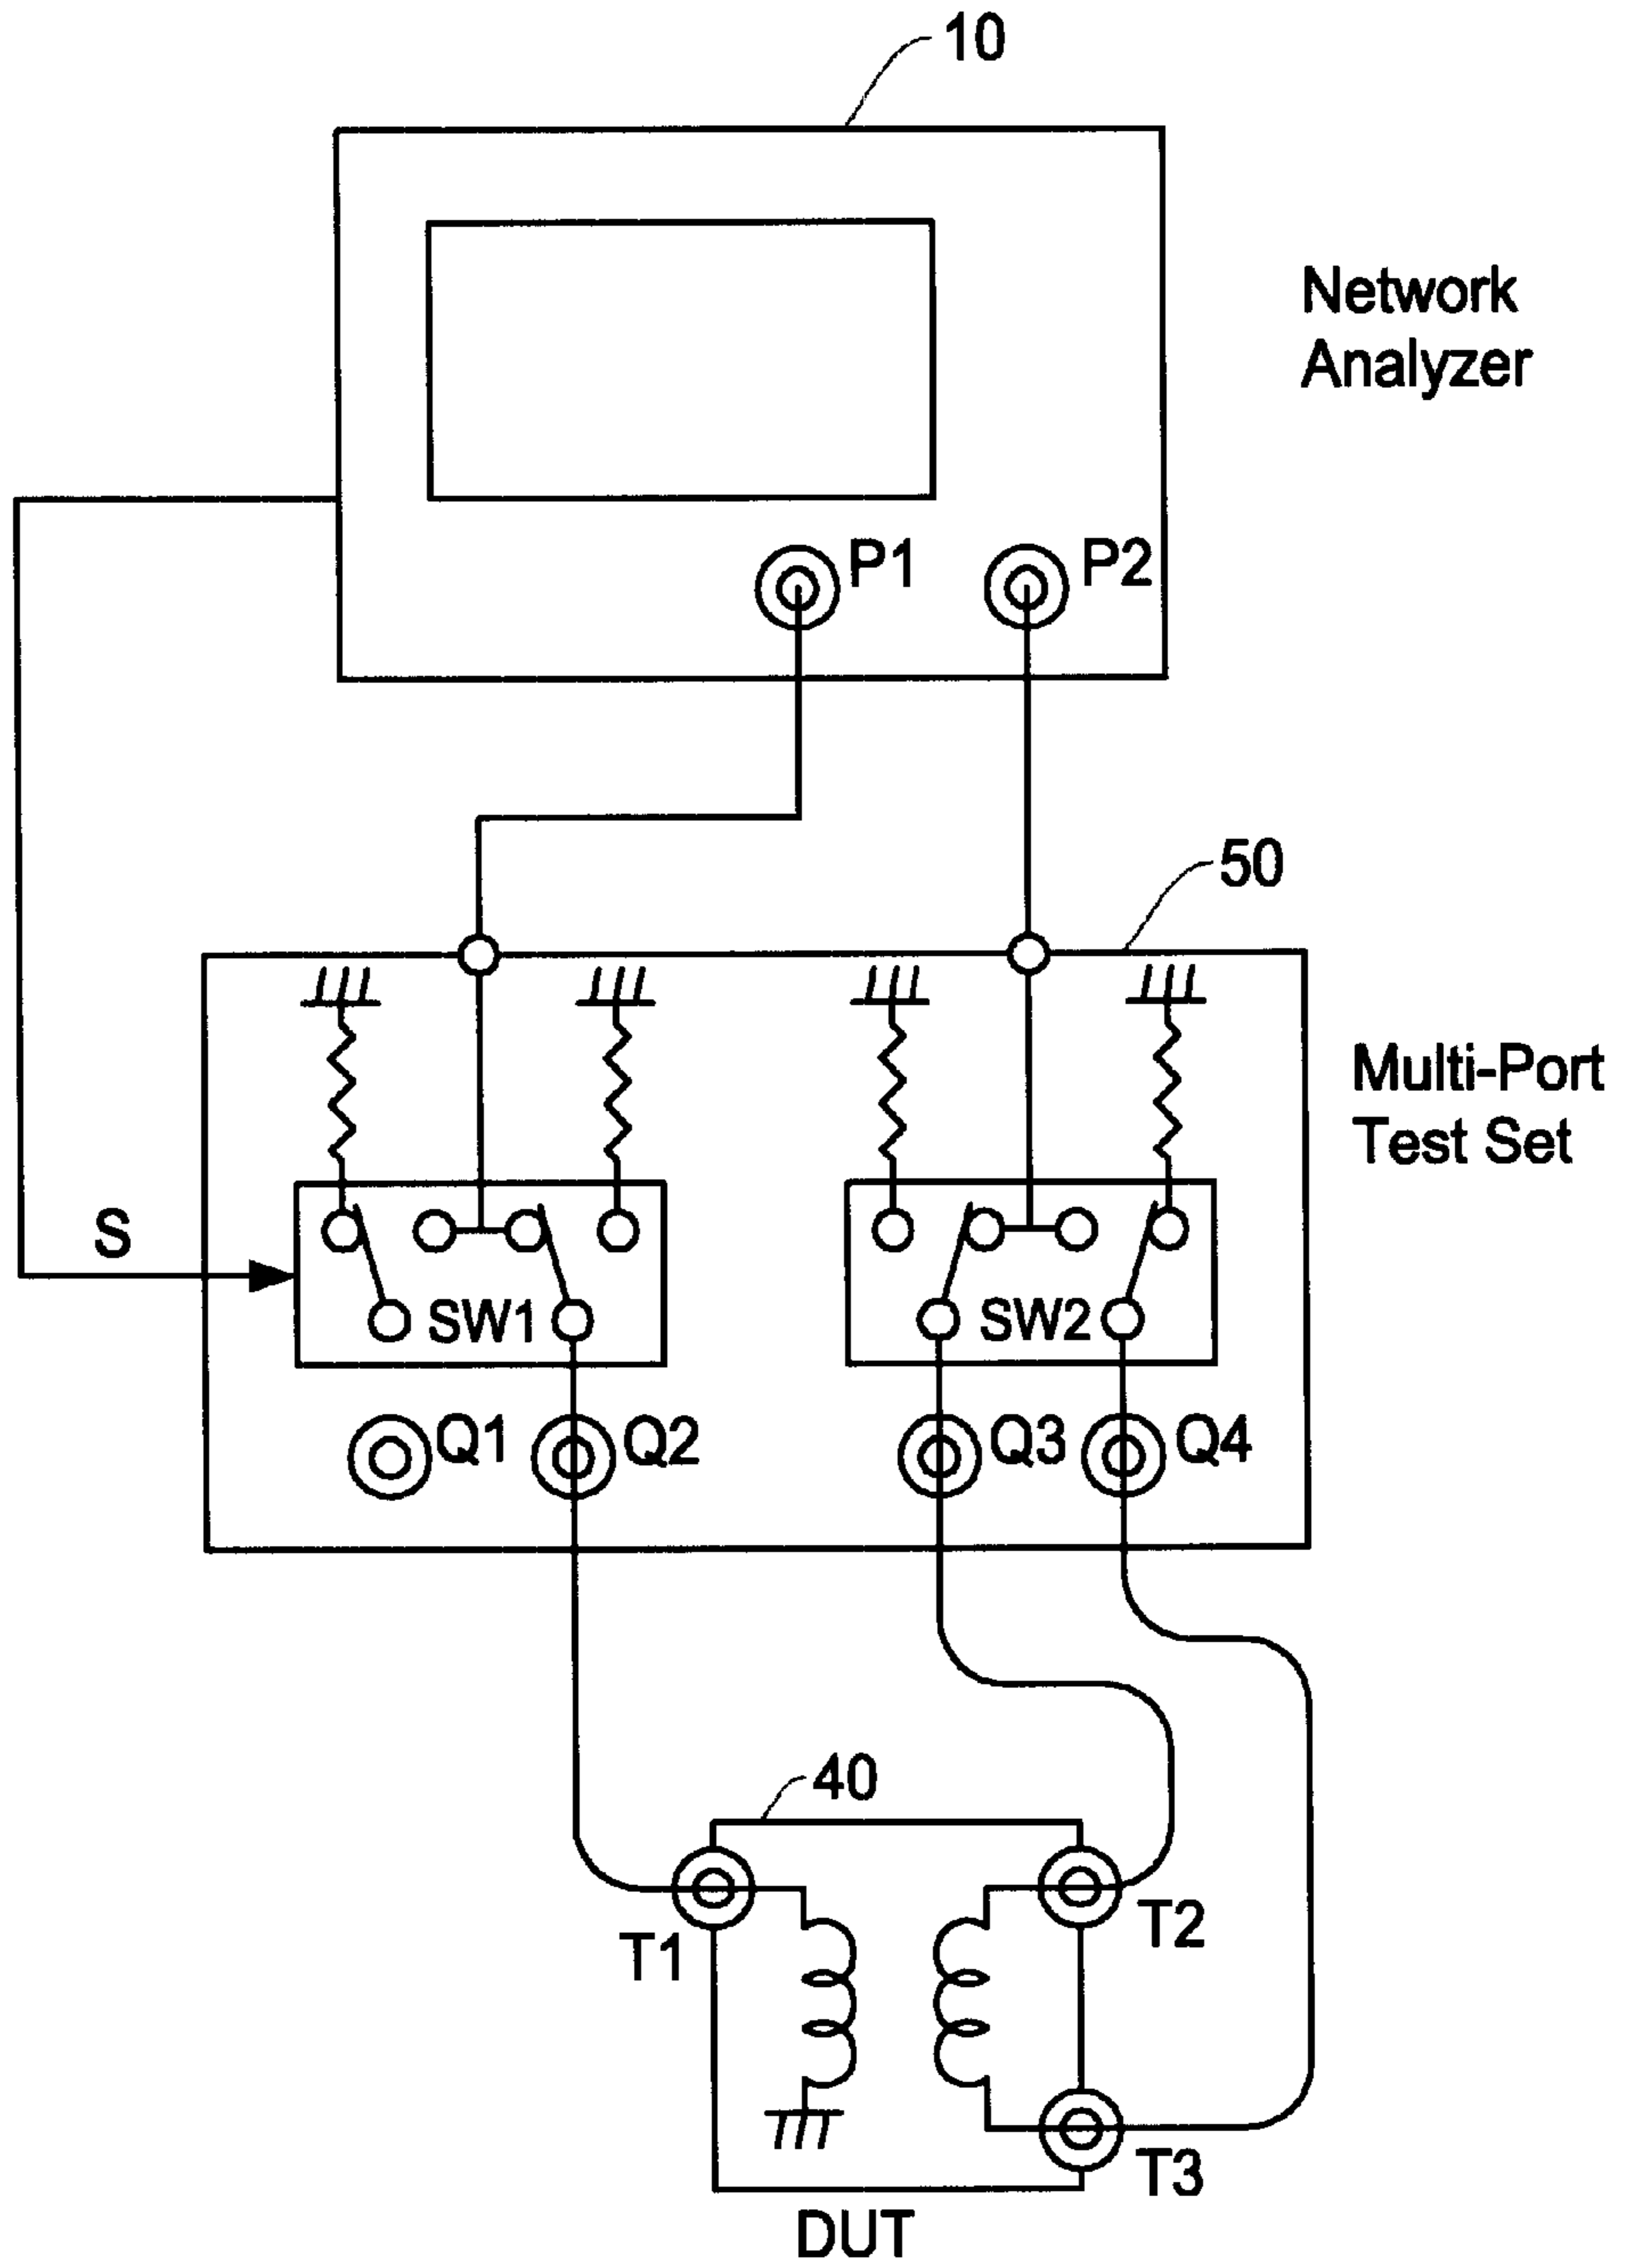 10
Network
Analyzer
P1
P2
50
Multi-Port
Test Set
S
SW1
SW2
Q1
Q2
Q3
Q4
40
T1
T2
T3
DUT